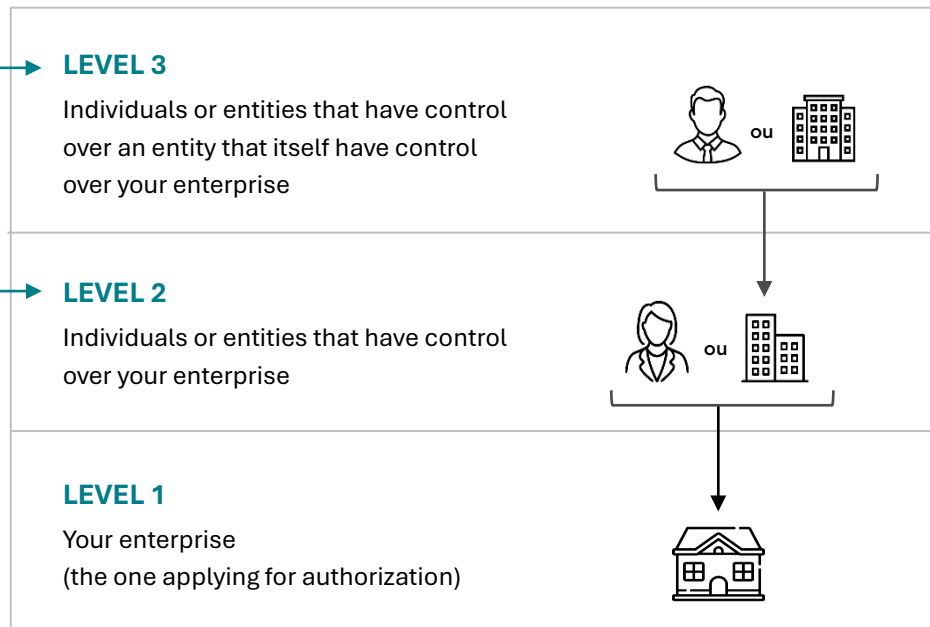 LEVEL 3
Individuals or entities that have control
over an entity that itself have control
over your enterprise
ou
LEVEL 2
Individuals or entities that have control
over your enterprise
ou
LEVEL 1
Your enterprise
(the one applying for authorization)